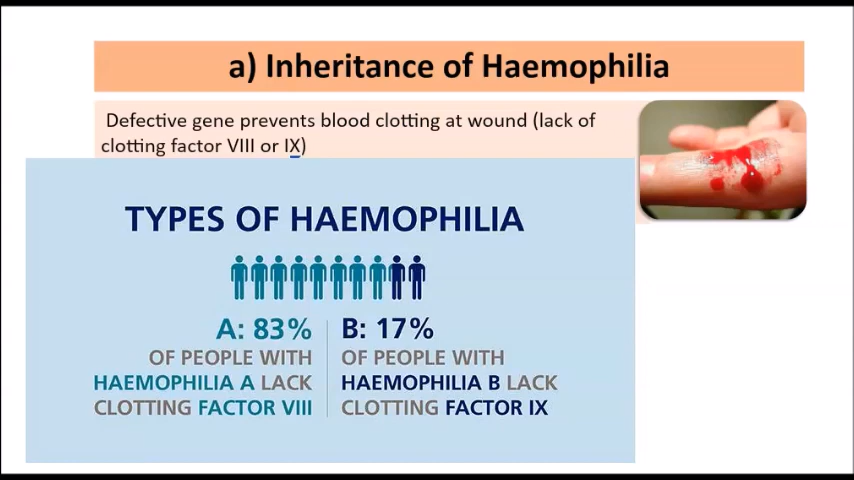 a) Inheritance of Haemophilia
Defective gene prevents blood clotting at wound (lack of
clotting factor VIII or IX)
TYPES OF HAEMOPHILIA
A: 83%
OF PEOPLE WITH
HAEMOPHILIA A LACK
CLOTTING FACTOR VIII
B: 17%
OF PEOPLE WITH
HAEMOPHILIA B LACK
CLOTTING FACTOR IX